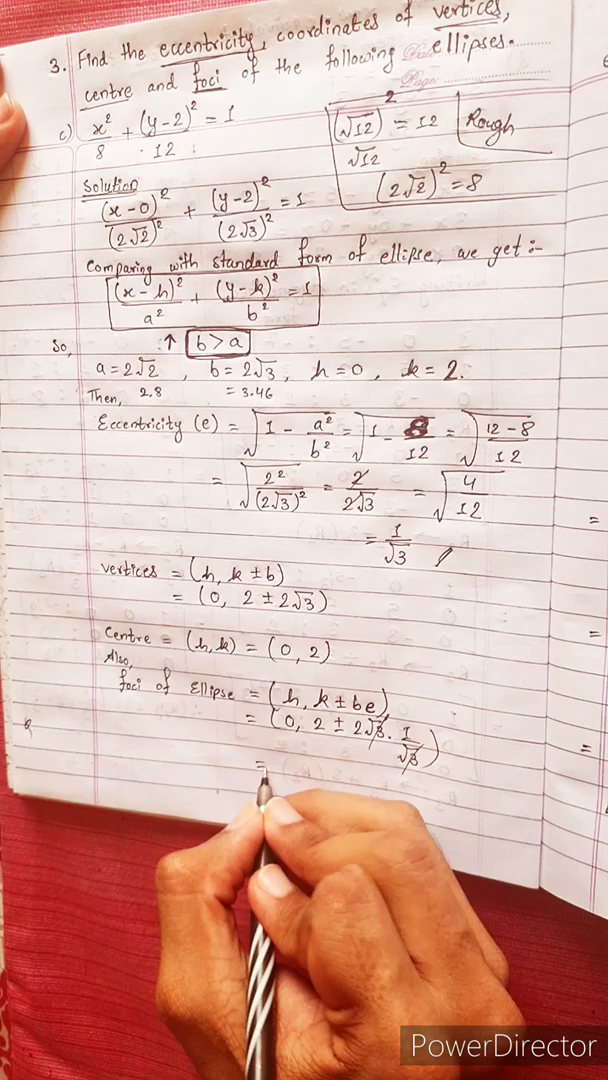 3. Find the eccentricity, coordinates of vertices,
centre and foci of the following ellipses.
Date
Page
c) x²/8 + (y-2)²/12 = 1
(√12)² = 12
√12
(2√2)² = 8
Rough
Solution
(x-0)²/(2√2)² + (y-2)²/(2√3)² = 1
Comparing with standard form of ellipse, we get :-
(x-h)²/a² + (y-k)²/b² = 1
↑ b > a
So,
a = 2√2 , b = 2√3 , h = 0 , k = 2.
Then, 2.8 = 3.46
Eccentricity (e) = √(1 - a²/b²) = √(1 - 8/12) = √((12-8)/12)
= √(2²/(2√3)²) = 2/2√3 = √(4/12)
= 1/√3
vertices = (h, k ± b)
= (0, 2 ± 2√3)
Centre = (h, k) = (0, 2)
Also,
foci of Ellipse = (h, k ± be)
= (0, 2 ± 2√3 . 1/√3)
=
PowerDirector